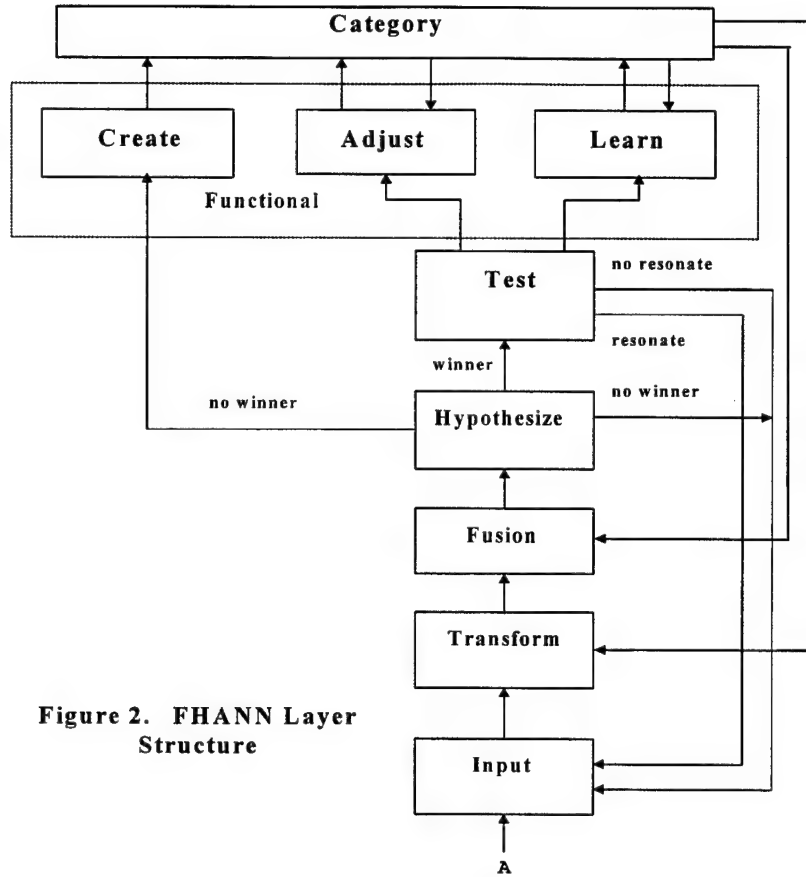 Category
Create
Adjust
Learn
Functional
Test
no resonate
resonate
winner
no winner
no winner
Hypothesize
Fusion
Transform
Figure 2. FHANN Layer
Structure
Input
A